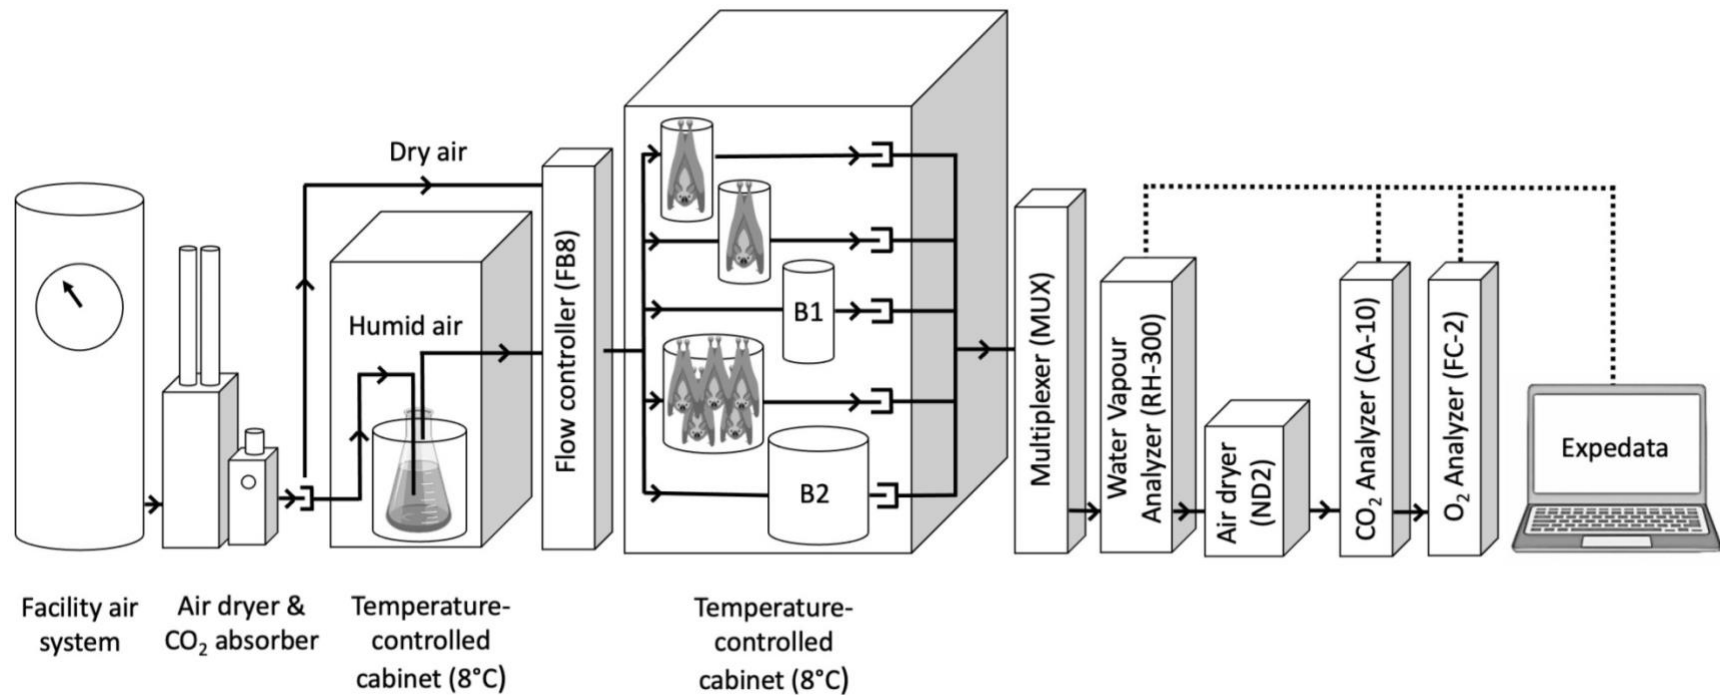 Dry air
Humid air
Flow controller (FB8)
B1
B2
Multiplexer (MUX)
Water Vapour
Analyzer (RH-300)
Air dryer
(ND2)
CO₂ Analyzer (CA-10)
O₂ Analyzer (FC-2)
Expedata
Facility air
system
Air dryer &
CO₂ absorber
Temperature-
controlled
cabinet (8°C)
Temperature-
controlled
cabinet (8°C)